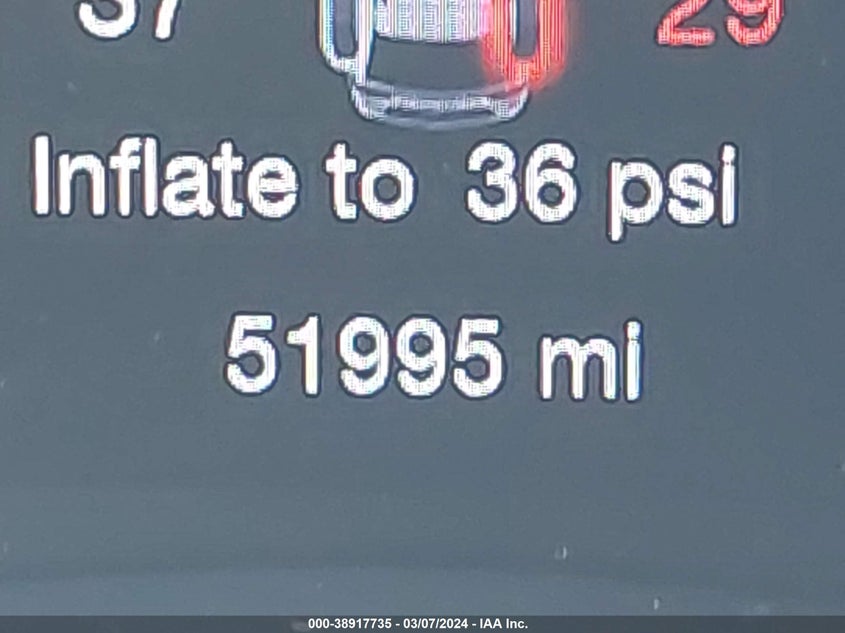 37 29
Inflate to 36 psi
51995 mi
000-38917735 - 03/07/2024 - IAA Inc.